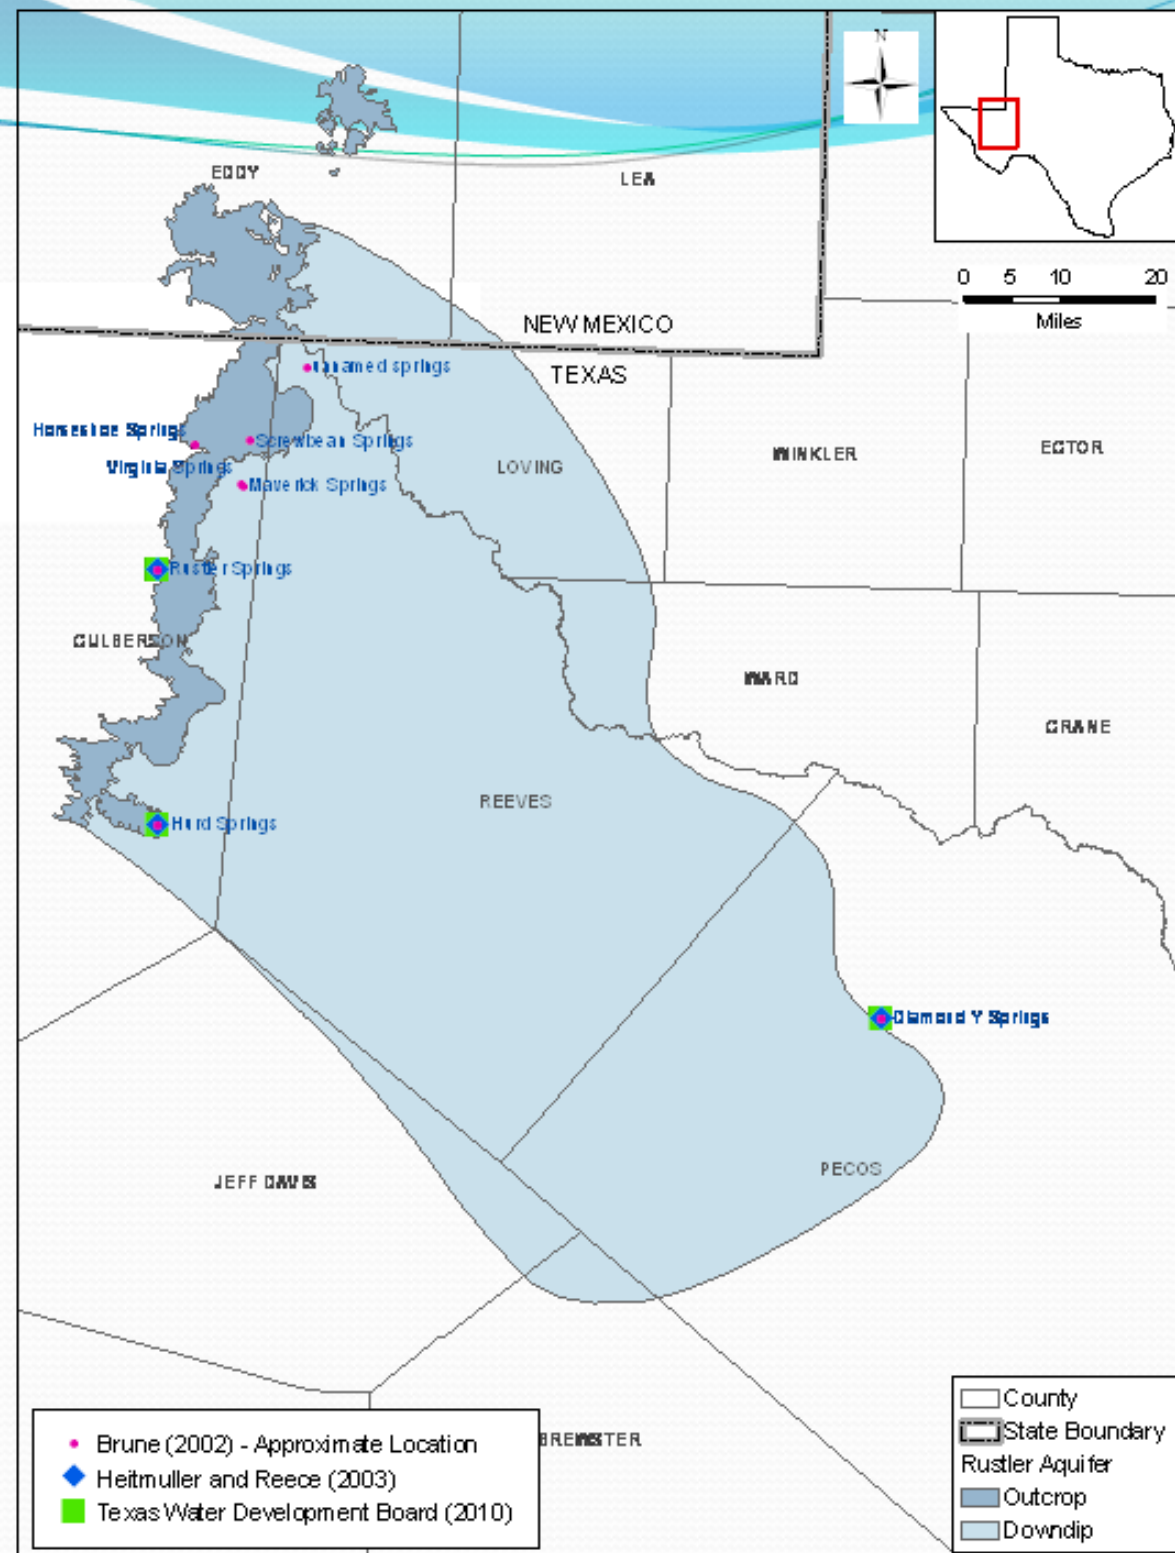 N
EDDY
LEA
0 5 10 20
Miles
NEW MEXICO
TEXAS
Unnamed springs
Horseshoe Springs
Screwbean Springs
Virginia Springs
Maverick Springs
LOVING
WINKLER
ECTOR
Rustler Springs
CULBERSON
WARD
CRANE
REEVES
Hurd Springs
Diamond Y Springs
PECOS
JEFF DAVIS
BREWSTER
Brune (2002) - Approximate Location
Heitmuller and Reece (2003)
Texas Water Development Board (2010)
County
State Boundary
Rustler Aquifer
Outcrop
Downdip